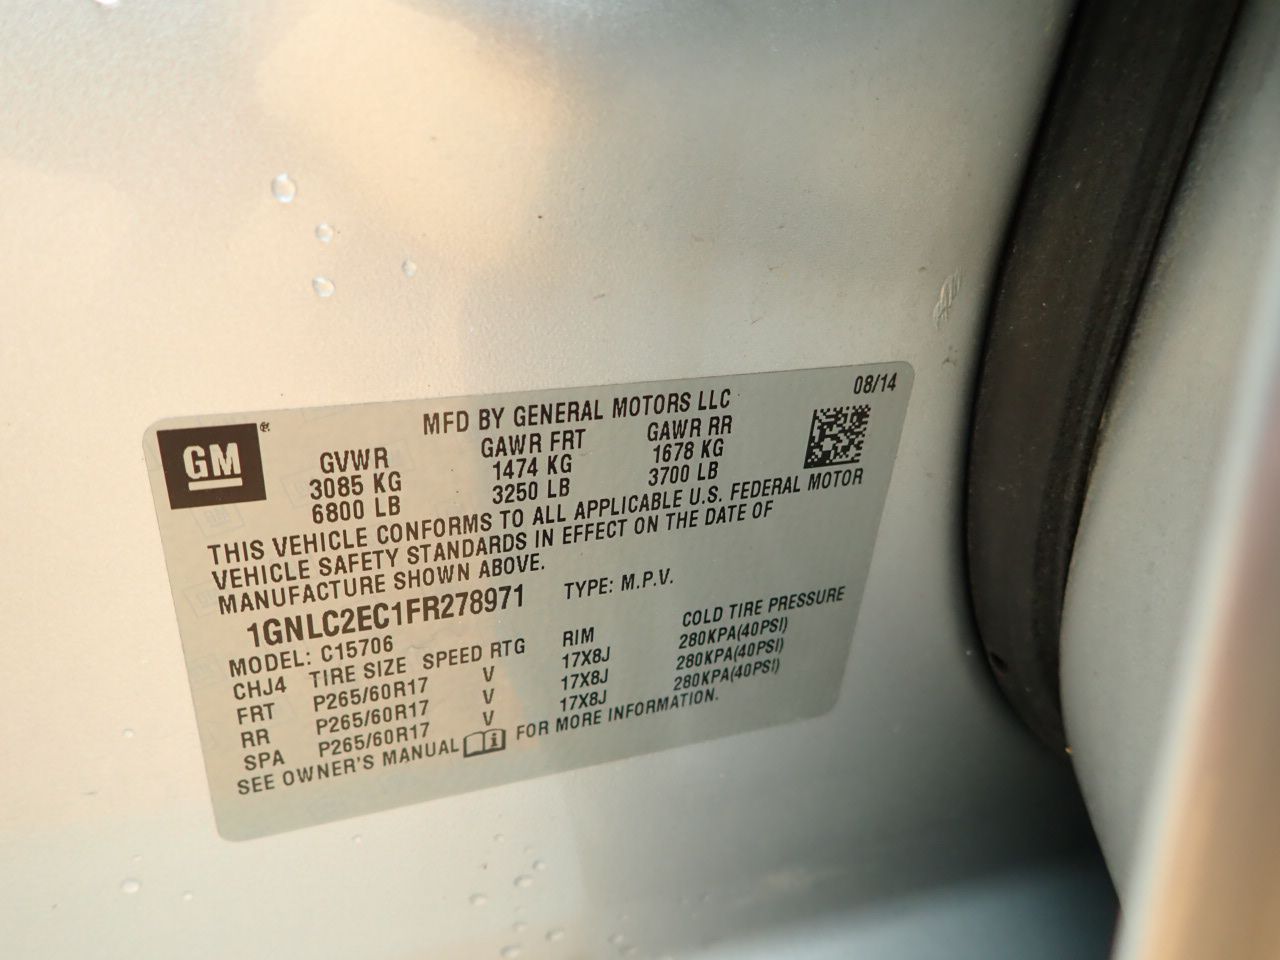 08/14
MFD BY GENERAL MOTORS LLC
GM®
GVWR GAWR FRT GAWR RR
3085 KG 1474 KG 1678 KG
6800 LB 3250 LB 3700 LB
THIS VEHICLE CONFORMS TO ALL APPLICABLE U.S. FEDERAL MOTOR
VEHICLE SAFETY STANDARDS IN EFFECT ON THE DATE OF
MANUFACTURE SHOWN ABOVE.
1GNLC2EC1FR278971 TYPE: M.P.V.
MODEL: C15706
CHJ4 TIRE SIZE SPEED RTG RIM COLD TIRE PRESSURE
FRT P265/60R17 V 17X8J 280KPA(40PSI)
RR P265/60R17 V 17X8J 280KPA(40PSI)
SPA P265/60R17 V 17X8J 280KPA(40PSI)
SEE OWNER'S MANUAL FOR MORE INFORMATION.